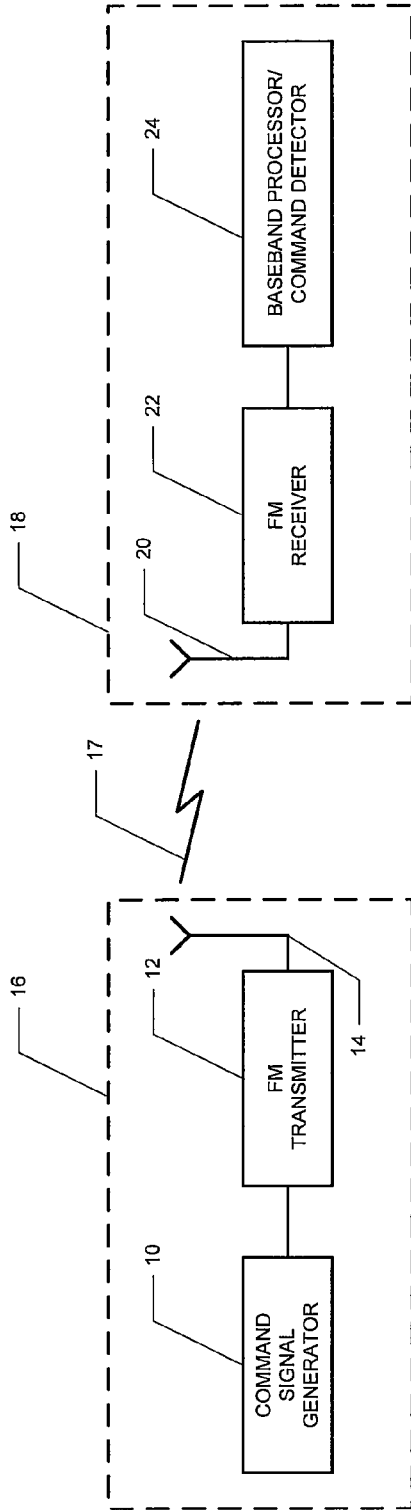 16
10
COMMAND
SIGNAL
GENERATOR
12
FM
TRANSMITTER
14
17
18
20
22
FM
RECEIVER
24
BASEBAND PROCESSOR/
COMMAND DETECTOR